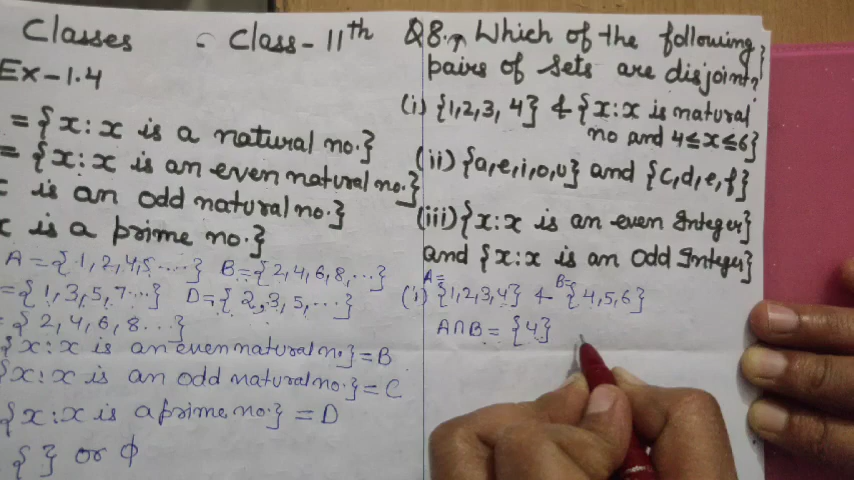 Classes - Class-11th
Ex-1.4
={x:x is a natural no.}
={x:x is an even natural no.}
is an odd natural no.}
x is a prime no.}
A={1,2,4,5.....} B={2,4,6,8,...}
={1,3,5,7... } D={2,3,5,....}
={2,4,6,8...}
{x:x is an even natural no} = B
{x:x is an odd natural no.} = C
{x:x is a prime no.} = D
{ } or ϕ
Q8. Which of the following
pairs of sets are disjoint?
(i) {1,2,3,4} & {x:x is natural
no and 4≤x≤6}
(ii) {a,e,i,o,u} and {c,d,e,f}
(iii) {x:x is an even Integer}
and {x:x is an odd Integer}
(i) A= {1,2,3,4} & B= {4,5,6}
A∩B = {4}